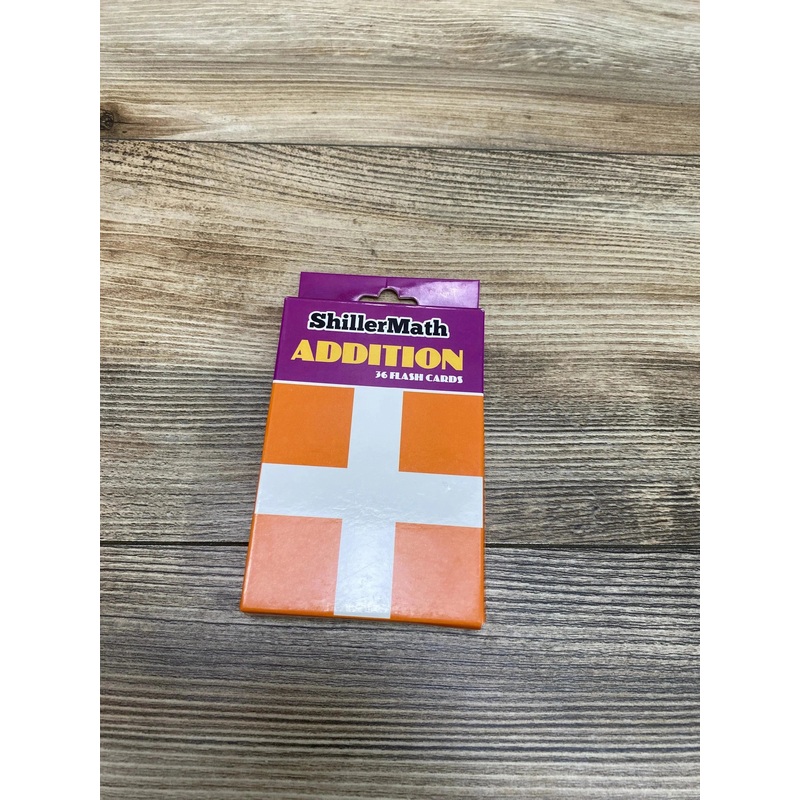 ShillerMath
ADDITION
36 FLASH CARDS